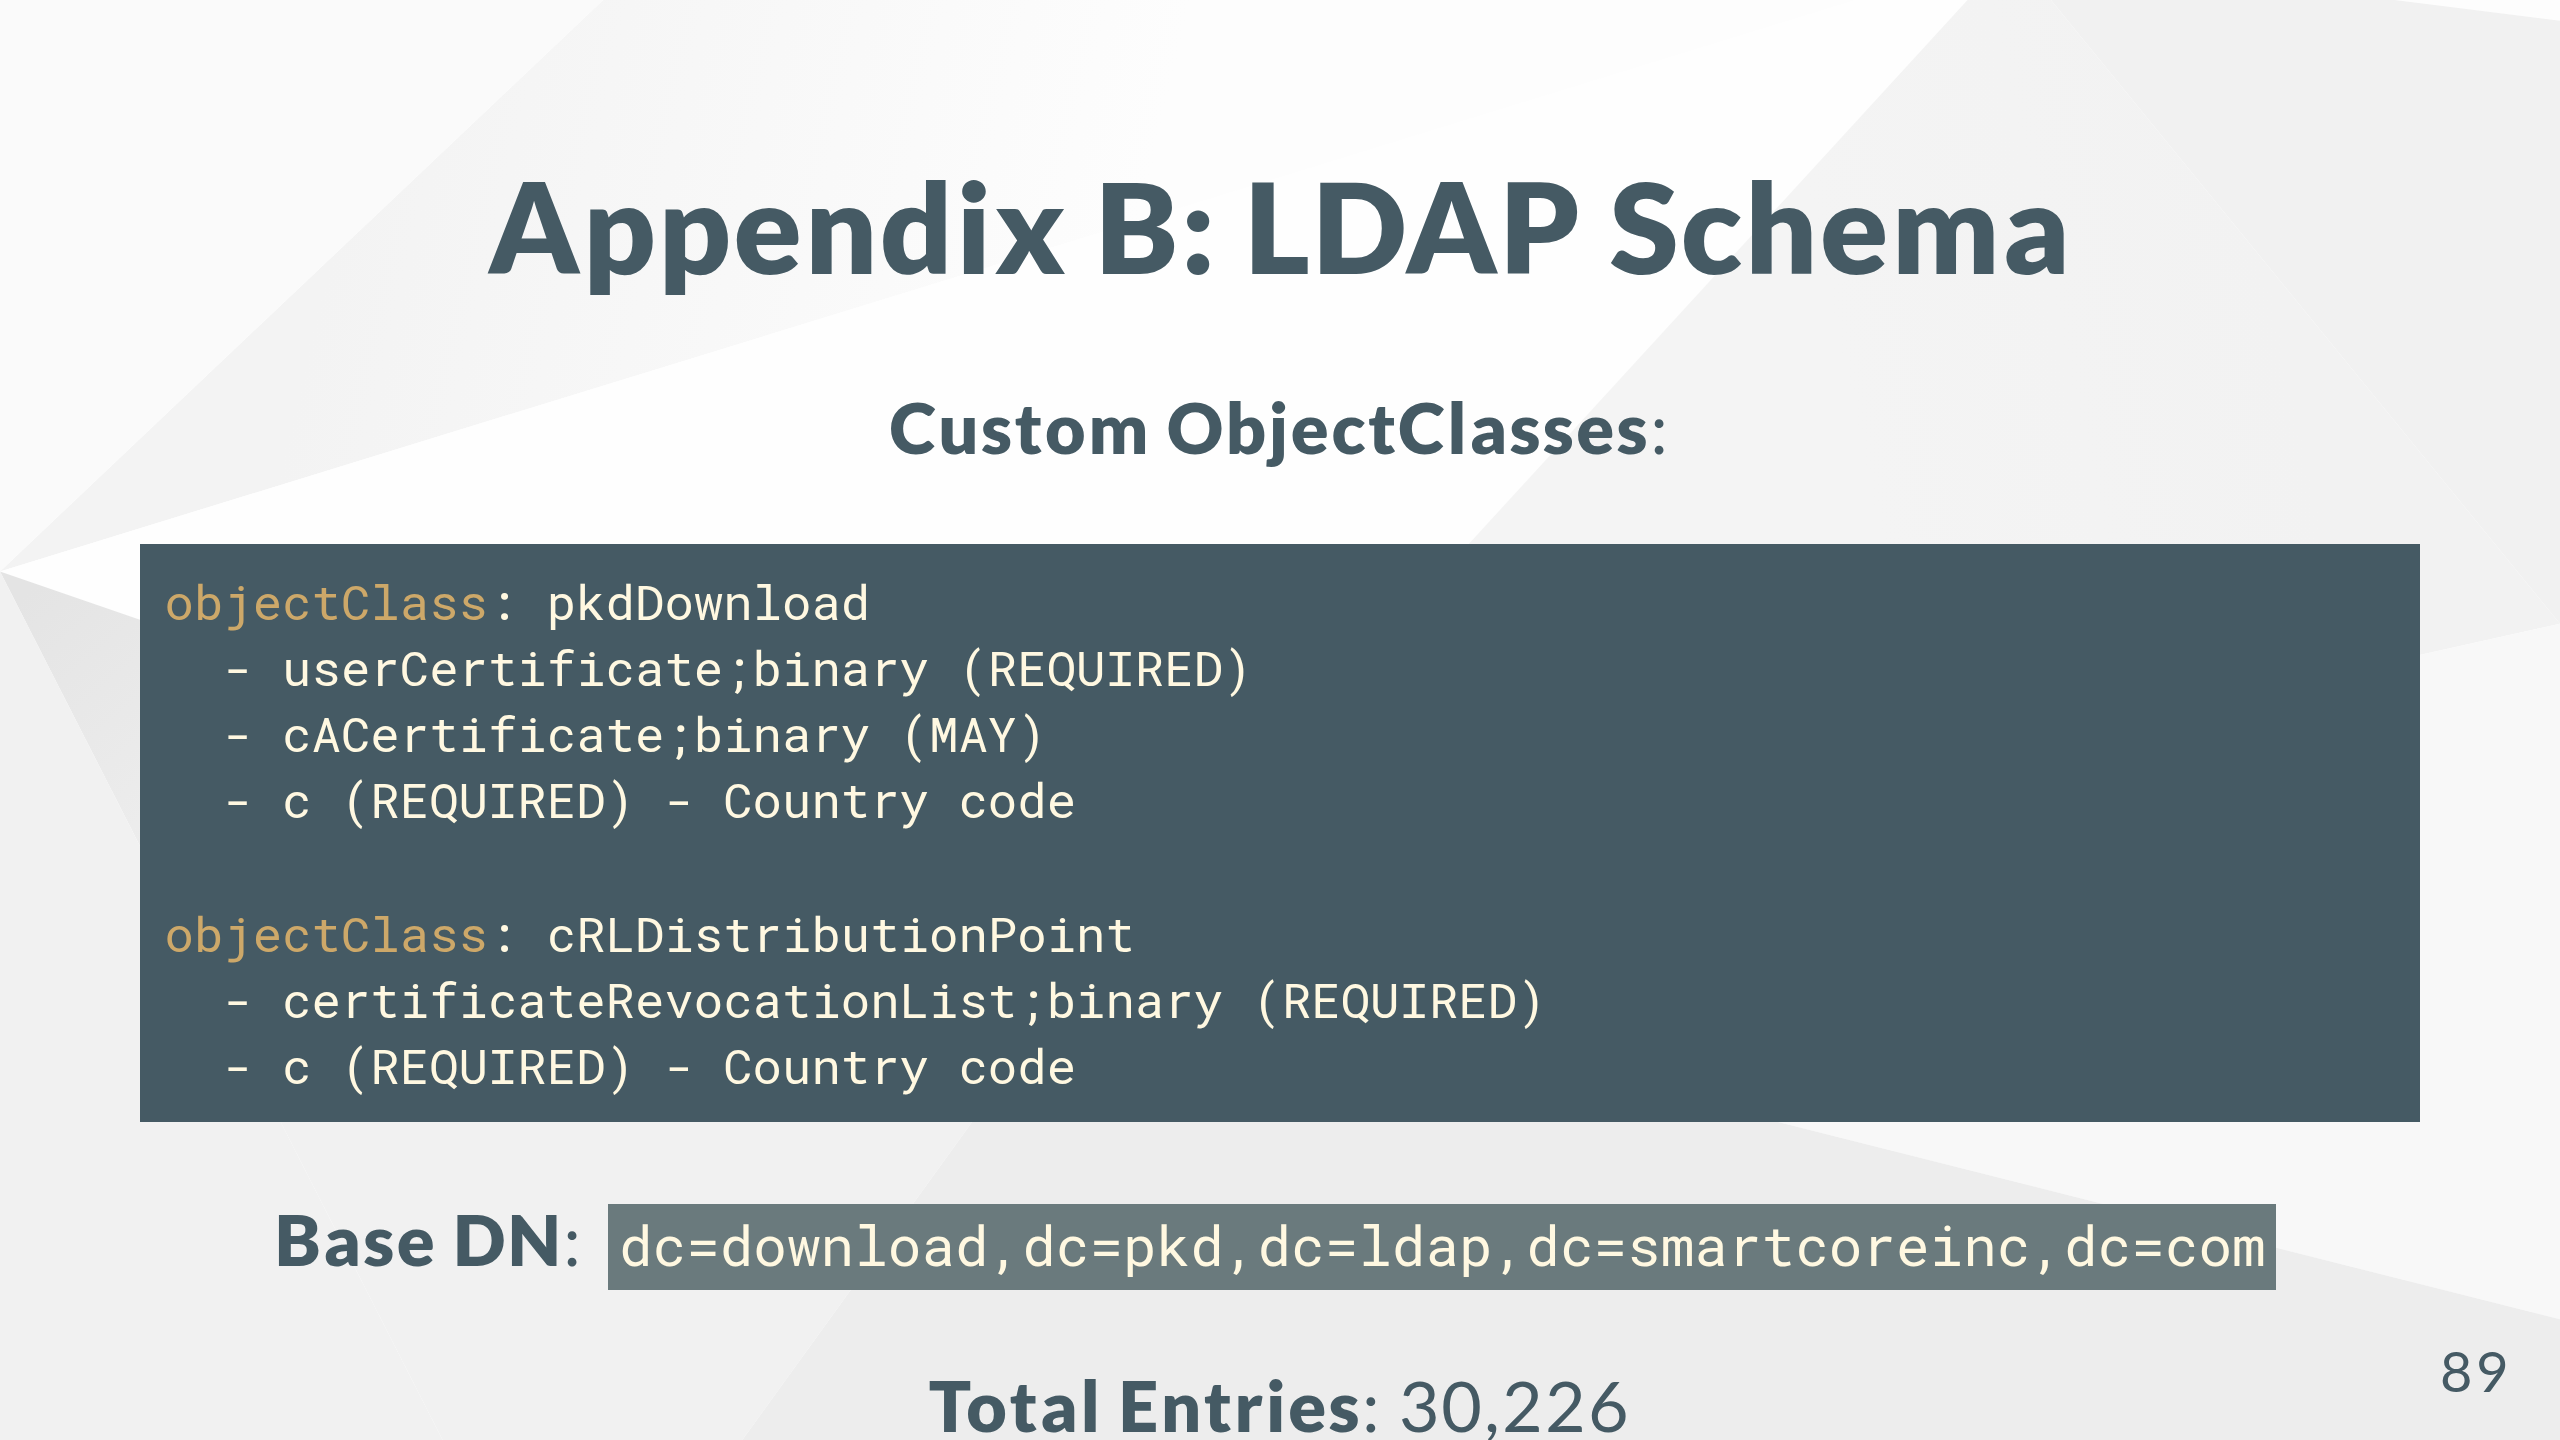 Appendix B: LDAP Schema
Custom ObjectClasses:
objectClass: pkdDownload
  - userCertificate;binary (REQUIRED)
  - cACertificate;binary (MAY)
  - c (REQUIRED) - Country code
objectClass: cRLDistributionPoint
  - certificateRevocationList;binary (REQUIRED)
  - c (REQUIRED) - Country code
Base DN: dc=download,dc=pkd,dc=ldap,dc=smartcoreinc,dc=com
Total Entries: 30,226
89